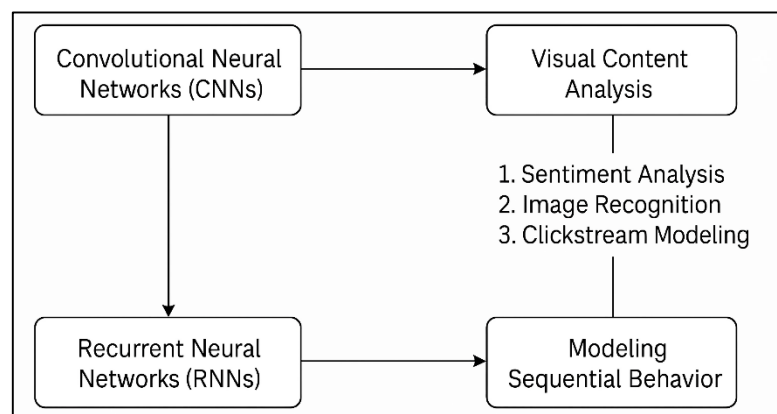 Convolutional Neural
Networks (CNNs)
Visual Content
Analysis
1. Sentiment Analysis
2. Image Recognition
3. Clickstream Modeling
Recurrent Neural
Networks (RNNs)
Modeling
Sequential Behavior